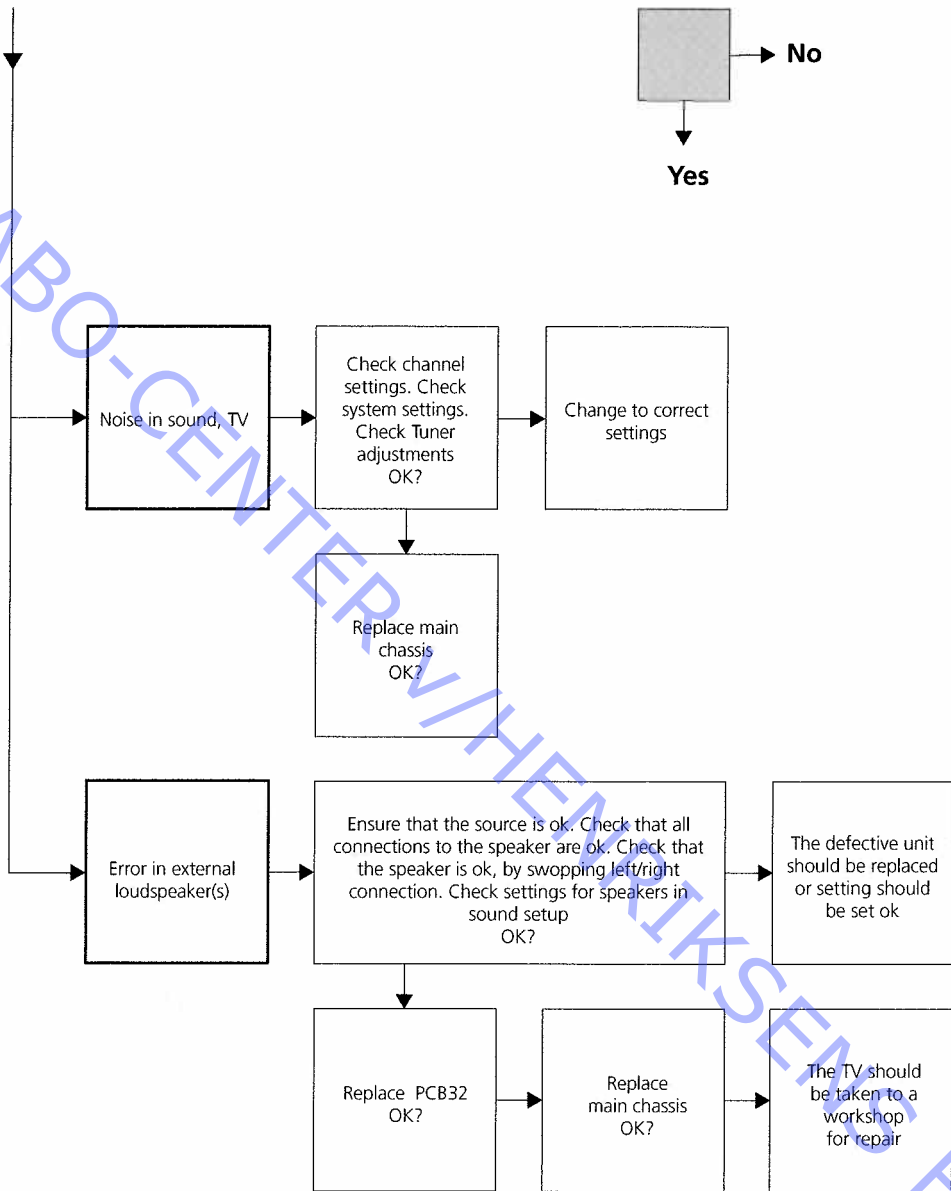 No
Yes
Noise in sound, TV
Check channel
settings. Check
system settings.
Check Tuner
adjustments
OK?
Change to correct
settings
Replace main
chassis
OK?
Error in external
loudspeaker(s)
Ensure that the source is ok. Check that all
connections to the speaker are ok. Check that
the speaker is ok, by swopping left/right
connection. Check settings for speakers in
sound setup
OK?
The defective unit
should be replaced
or setting should
be set ok
Replace PCB32
OK?
Replace
main chassis
OK?
The TV should
be taken to a
workshop
for repair
ABO-CENTER v/HENRIKSENS